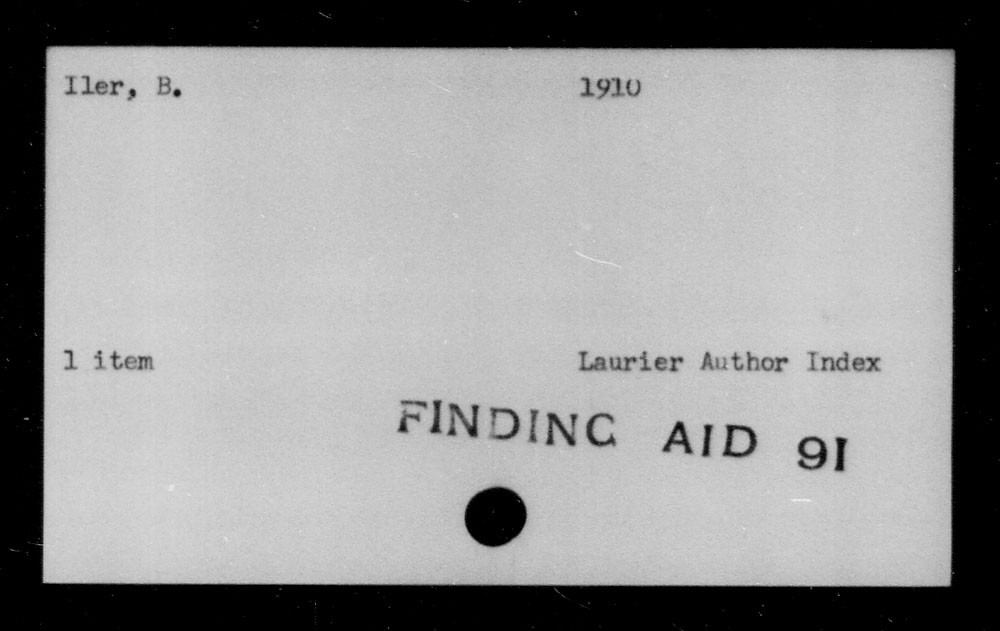 Iler, B. 1910
1 item Laurier Author Index
FINDING AID 91